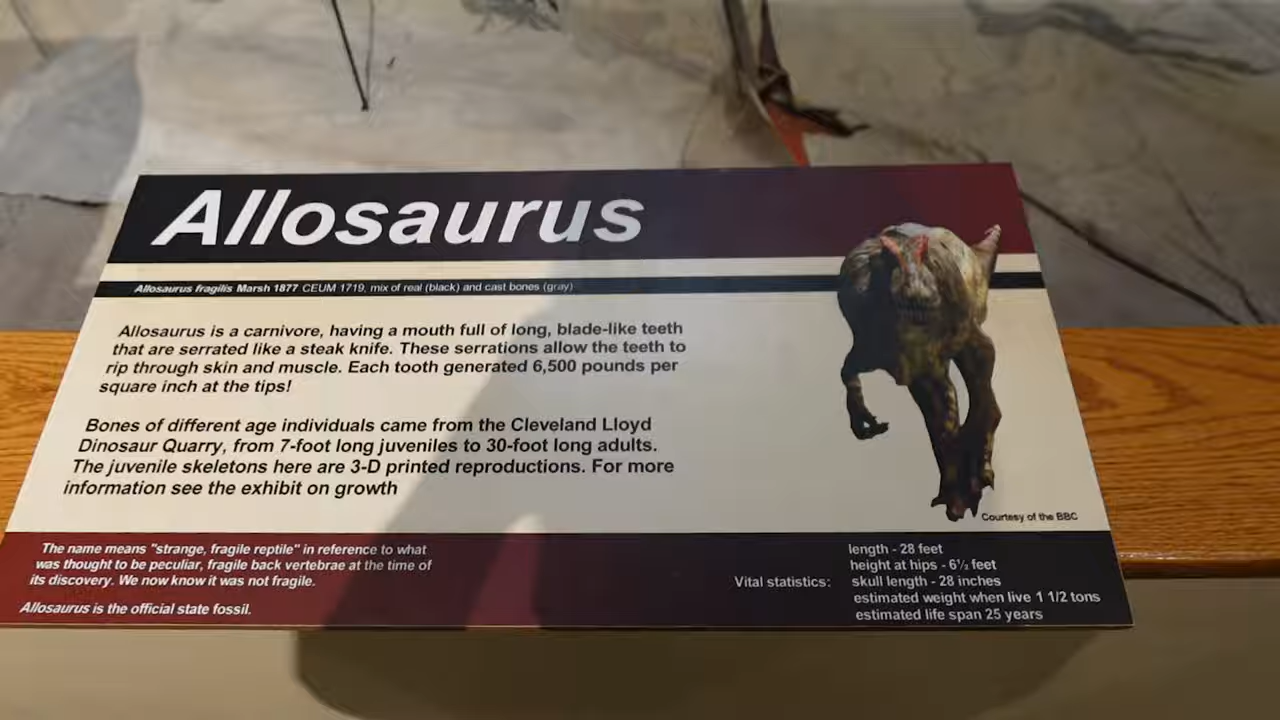 Allosaurus
Allosaurus fragilis Marsh 1877 CEUM 1719, mix of real (black) and cast bones (gray)
Allosaurus is a carnivore, having a mouth full of long, blade-like teeth
that are serrated like a steak knife. These serrations allow the teeth to
rip through skin and muscle. Each tooth generated 6,500 pounds per
square inch at the tips!
Bones of different age individuals came from the Cleveland Lloyd
Dinosaur Quarry, from 7-foot long juveniles to 30-foot long adults.
The juvenile skeletons here are 3-D printed reproductions. For more
information see the exhibit on growth
Courtesy of the BBC
The name means "strange, fragile reptile" in reference to what
was thought to be peculiar, fragile back vertebrae at the time of
its discovery. We now know it was not fragile.
Allosaurus is the official state fossil.
Vital statistics:
length - 28 feet
height at hips - 6½ feet
skull length - 28 inches
estimated weight when live 1 1/2 tons
estimated life span 25 years